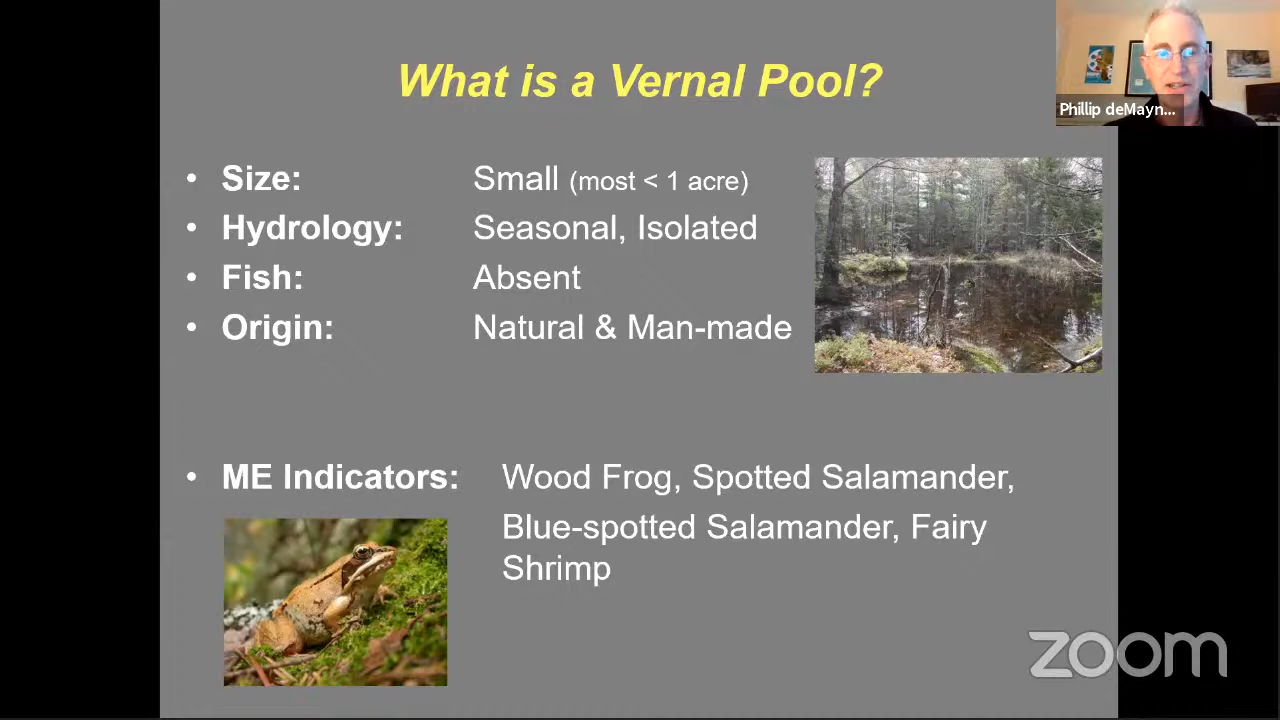 What is a Vernal Pool?
Phillip deMayn...
• Size: Small (most < 1 acre)
• Hydrology: Seasonal, Isolated
• Fish: Absent
• Origin: Natural & Man-made
• ME Indicators: Wood Frog, Spotted Salamander,
Blue-spotted Salamander, Fairy
Shrimp
zoom